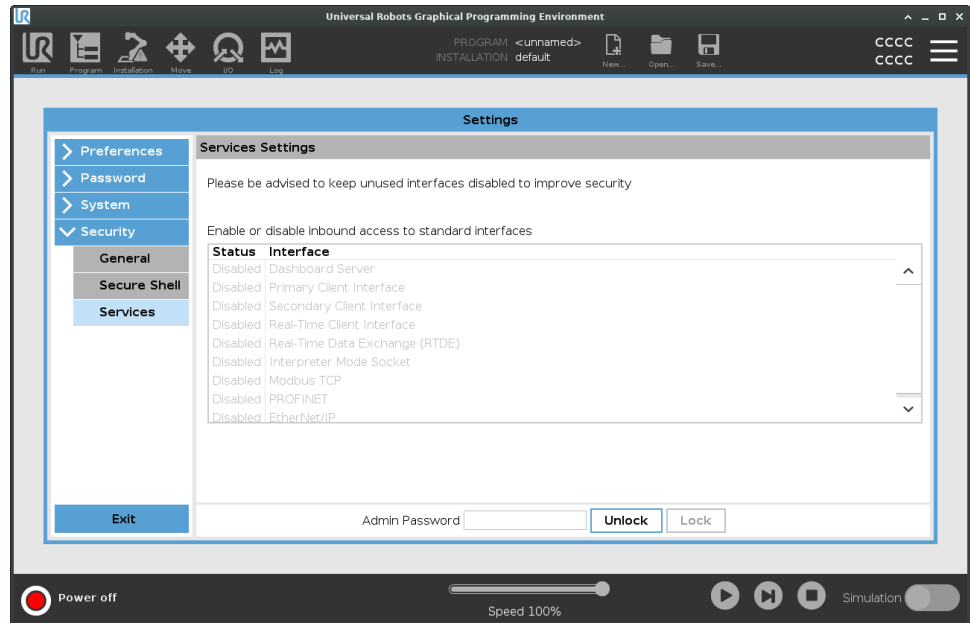 Universal Robots Graphical Programming Environment
UR
Run
Program
Installation
Move
I/O
Log
PROGRAM <unnamed>
INSTALLATION default
New...
Open...
Save...
CCCC
CCCC
Settings
Preferences
Password
System
Security
General
Secure Shell
Services
Exit
Services Settings
Please be advised to keep unused interfaces disabled to improve security
Enable or disable inbound access to standard interfaces
Status Interface
Disabled Dashboard Server
Disabled Primary Client Interface
Disabled Secondary Client Interface
Disabled Real-Time Client Interface
Disabled Real-Time Data Exchange (RTDE)
Disabled Interpreter Mode Socket
Disabled Modbus TCP
Disabled PROFINET
Disabled EtherNet/IP
Admin Password
Unlock
Lock
Power off
Speed 100%
Simulation